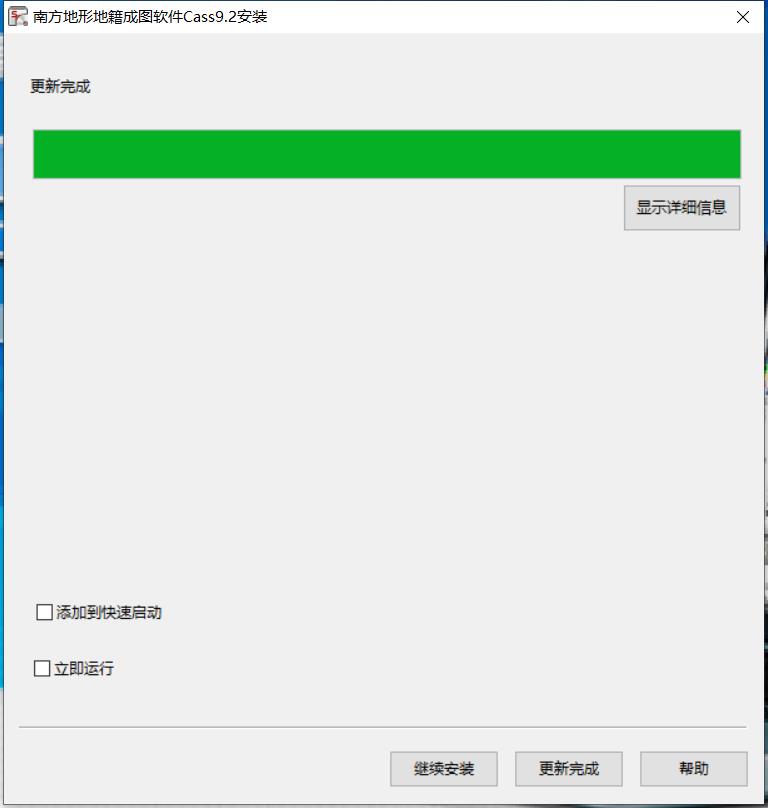 南方地形地籍成图软件Cass9.2安装
更新完成
显示详细信息
添加到快速启动
立即运行
继续安装
更新完成
帮助